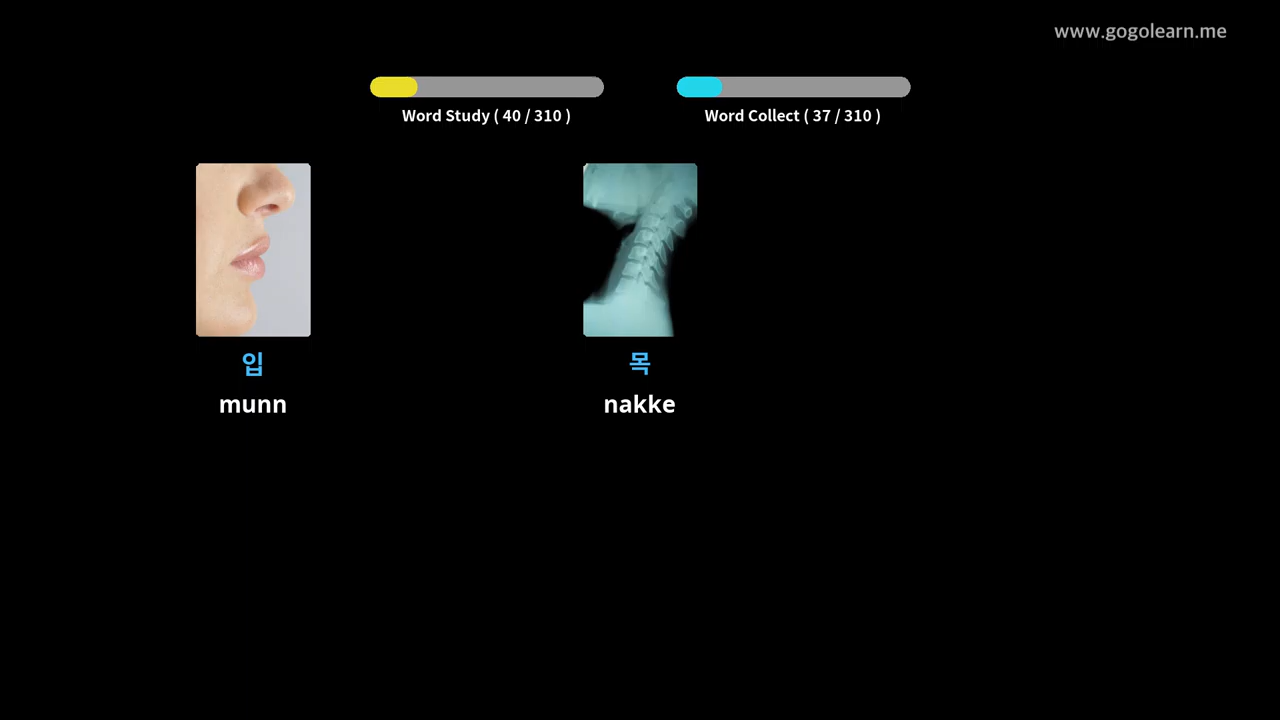 www.gogolearn.me
Word Study ( 40 / 310 )
Word Collect ( 37 / 310 )
입
목
munn
nakke